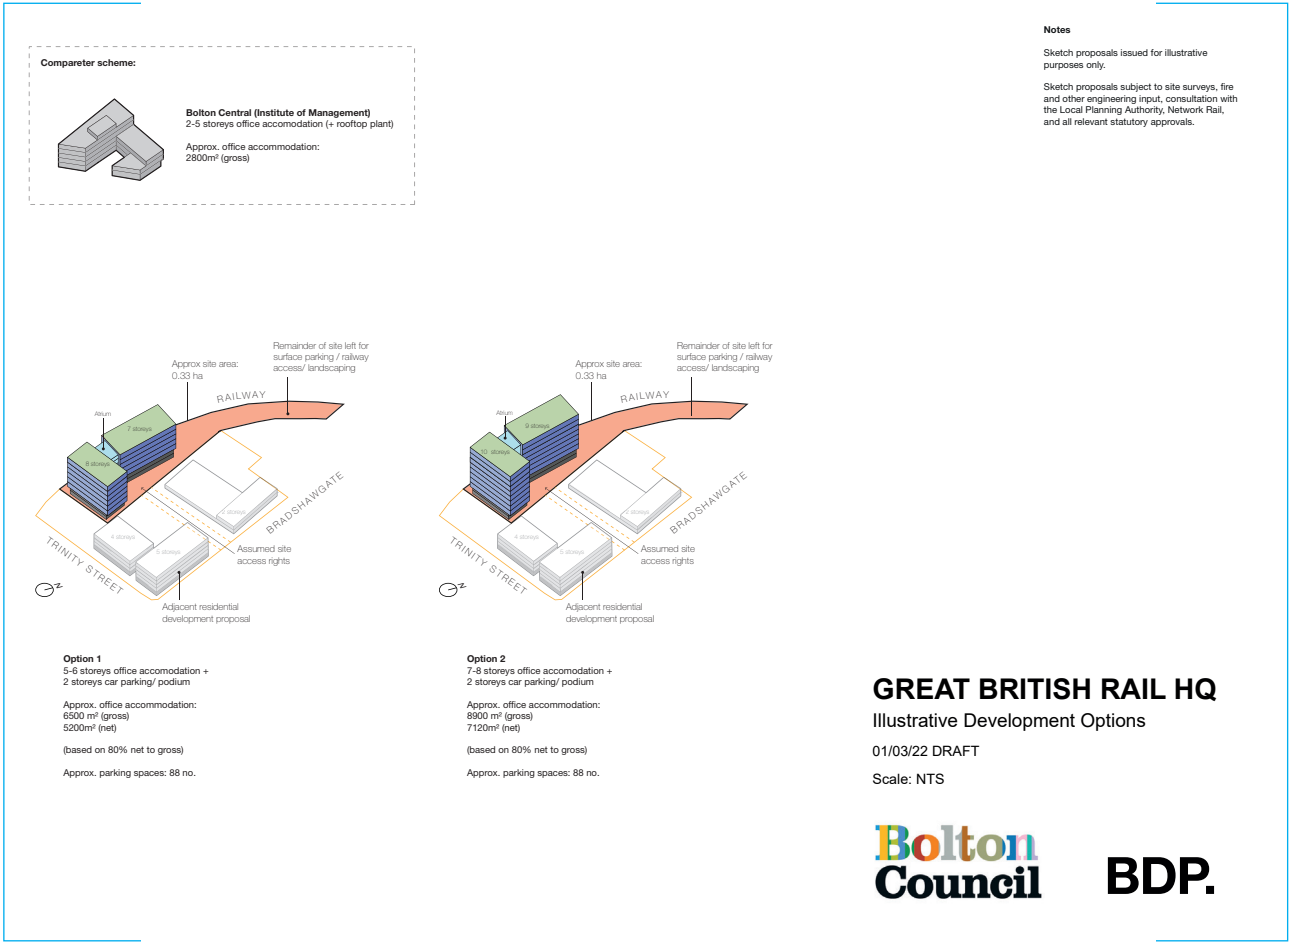 Compareter scheme:
Bolton Central (Institute of Management)
2-5 storeys office accomodation (+ rooftop plant)
Approx. office accommodation:
2800m² (gross)
Notes
Sketch proposals issued for illustrative
purposes only.
Sketch proposals subject to site surveys, fire
and other engineering input, consultation with
the Local Planning Authority, Network Rail,
and all relevant statutory approvals.
Remainder of site left for
surface parking / railway
access/ landscaping
Approx site area:
0.33 ha
RAILWAY
Atrium
7 storeys
8 storeys
2 storeys
4 storeys
5 storeys
BRADSHAWGATE
TRINITY STREET
Assumed site
access rights
N
Adjacent residential
development proposal
Remainder of site left for
surface parking / railway
access/ landscaping
Approx site area:
0.33 ha
RAILWAY
Atrium
9 storeys
10 storeys
2 storeys
4 storeys
5 storeys
BRADSHAWGATE
TRINITY STREET
Assumed site
access rights
N
Adjacent residential
development proposal
Option 1
5-6 storeys office accomodation +
2 storeys car parking/ podium
Approx. office accommodation:
6500 m² (gross)
5200m² (net)
(based on 80% net to gross)
Approx. parking spaces: 88 no.
Option 2
7-8 storeys office accomodation +
2 storeys car parking/ podium
Approx. office accommodation:
8900 m² (gross)
7120m² (net)
(based on 80% net to gross)
Approx. parking spaces: 88 no.
GREAT BRITISH RAIL HQ
Illustrative Development Options
01/03/22 DRAFT
Scale: NTS
Bolton
Council
BDP.